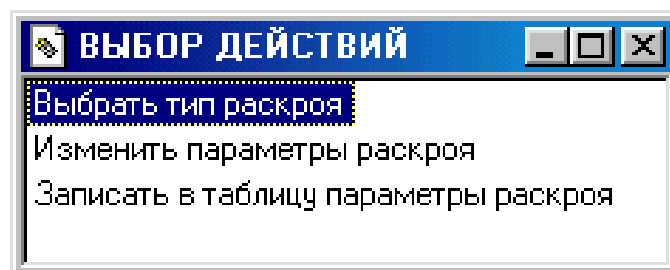 ВЫБОР ДЕЙСТВИЙ
Выбрать тип раскроя
Изменить параметры раскроя
Записать в таблицу параметры раскроя